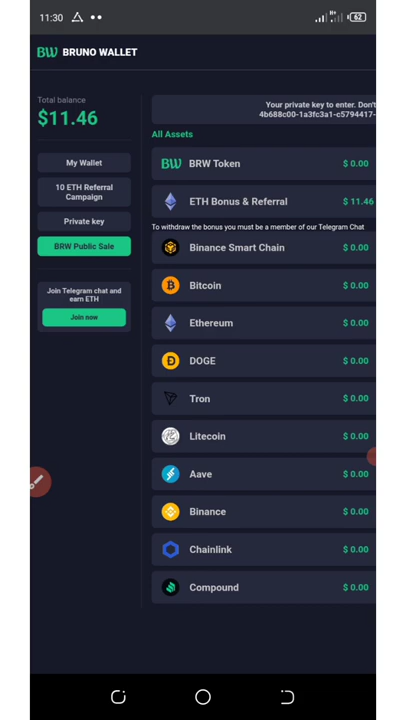 11:30
62
BW BRUNO WALLET
Total balance
$11.46
My Wallet
10 ETH Referral
Campaign
Private key
BRW Public Sale
Join Telegram chat and
earn ETH
Join now
Your private key to enter. Don't
4b688c00-1a3fc3a1-c5794417-
All Assets
BW BRW Token $ 0.00
ETH Bonus & Referral $ 11.46
To withdraw the bonus you must be a member of our Telegram Chat
Binance Smart Chain $ 0.00
Bitcoin $ 0.00
Ethereum $ 0.00
DOGE $ 0.00
Tron $ 0.00
Litecoin $ 0.00
Aave $ 0.00
Binance $ 0.00
Chainlink $ 0.00
Compound $ 0.00